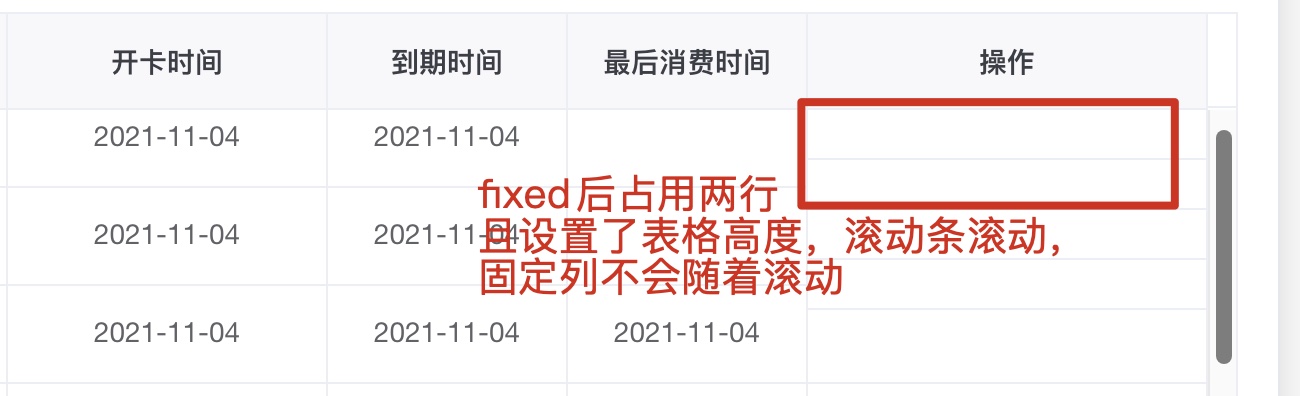 开卡时间 到期时间 最后消费时间 操作
2021-11-04 2021-11-04
fixed后占用两行
2021-11-04 2021-11-04
且设置了表格高度，滚动条滚动，
固定列不会随着滚动
2021-11-04 2021-11-04 2021-11-04